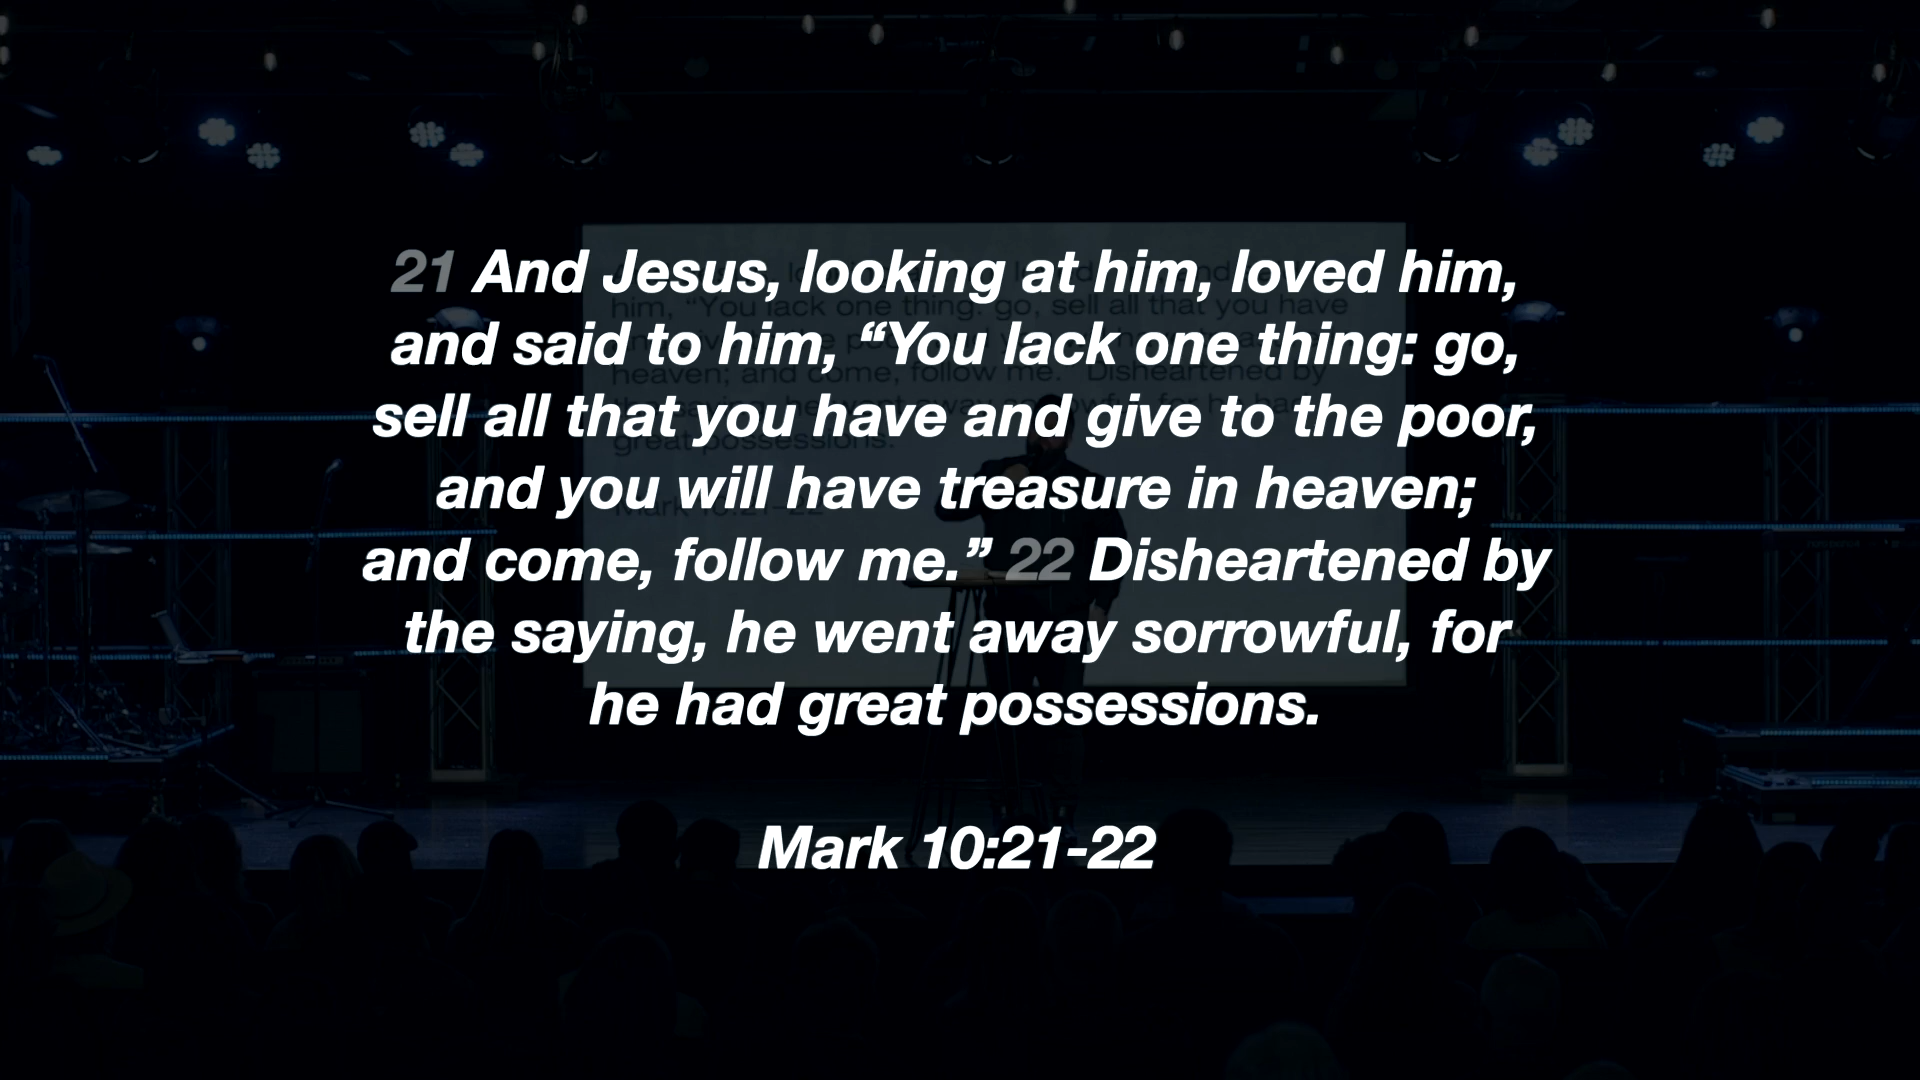 21 And Jesus, looking at him, loved him,
and said to him, “You lack one thing: go,
sell all that you have and give to the poor,
and you will have treasure in heaven;
and come, follow me.” 22 Disheartened by
the saying, he went away sorrowful, for
he had great possessions.
Mark 10:21-22